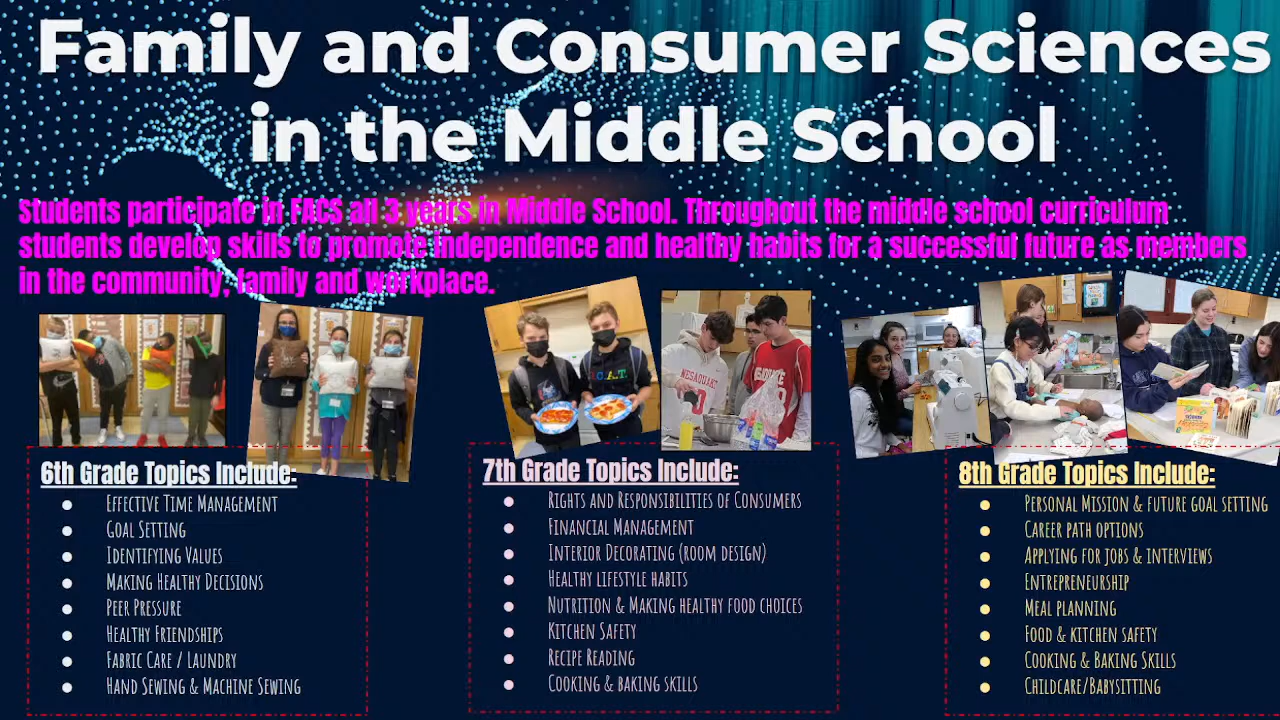 Family and Consumer Sciences
in the Middle School
Students participate in FACS all 3 years in Middle School. Throughout the middle school curriculum
students develop skills to promote independence and healthy habits for a successful future as members
in the community, family and workplace.
6th Grade Topics Include:
● Effective Time Management
● Goal Setting
● Identifying Values
● Making Healthy Decisions
● Peer Pressure
● Healthy Friendships
● Fabric Care / Laundry
● Hand Sewing & Machine Sewing
7th Grade Topics Include:
● Rights and Responsibilities of Consumers
● Financial Management
● Interior Decorating (room design)
● Healthy lifestyle habits
● Nutrition & Making healthy food choices
● Kitchen Safety
● Recipe Reading
● Cooking & baking skills
8th Grade Topics Include:
● Personal Mission & future goal setting
● Career path options
● Applying for jobs & interviews
● Entrepreneurship
● Meal planning
● Food & kitchen safety
● Cooking & Baking Skills
● Childcare/Babysitting